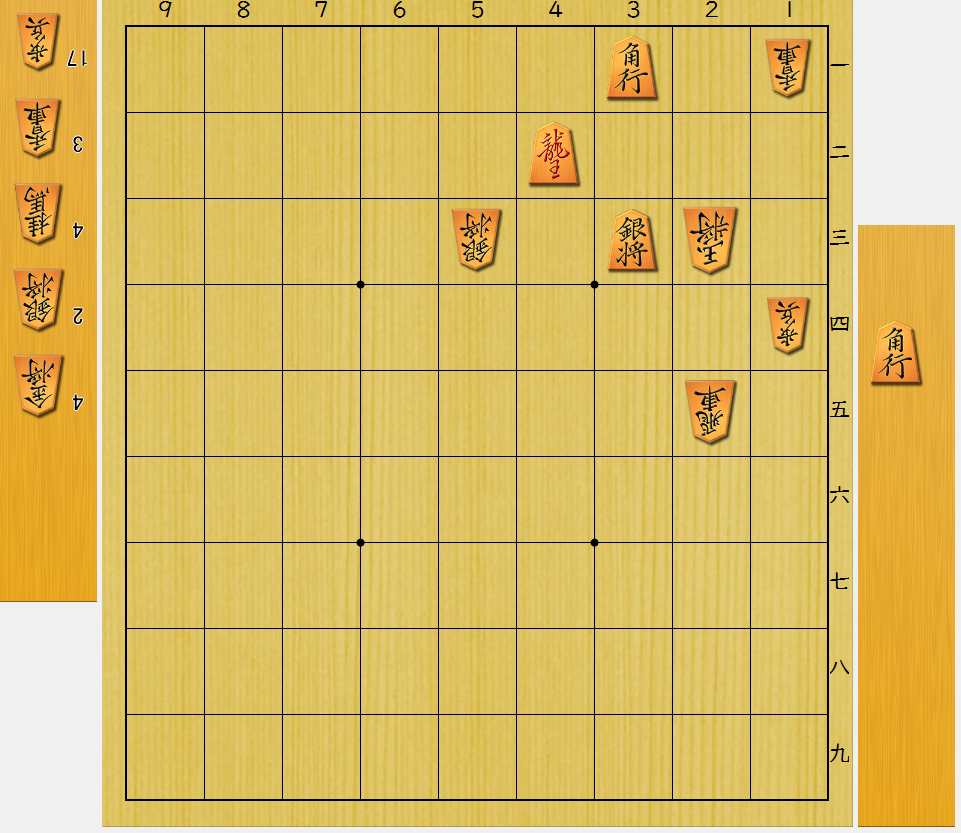 9 8 7 6 5 4 3 2 1
歩兵 17
香車 3
桂馬 4
銀将 2
金将 4
角行 香車 一
龍王 二
銀将 銀将 玉将 三
歩兵 四
飛車 五
六
七
八
九
角行